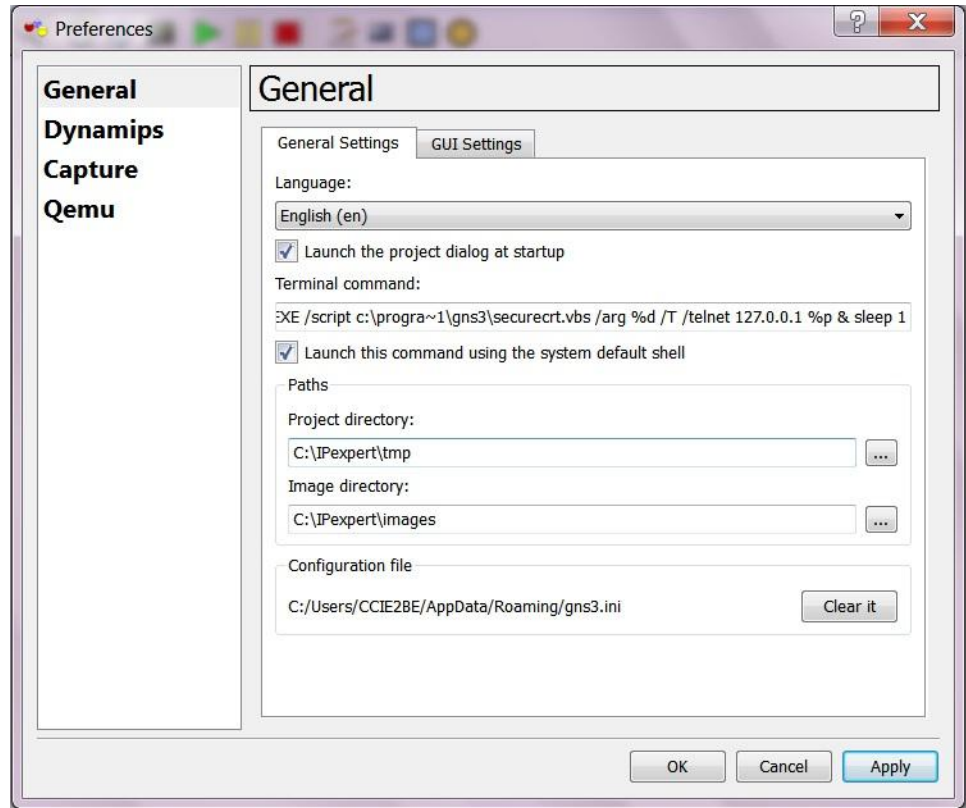 Preferences
General
Dynamips
Capture
Qemu
General
General Settings GUI Settings
Language:
English (en)
Launch the project dialog at startup
Terminal command:
EXE /script c:\progra~1\gns3\securecrt.vbs /arg %d /T /telnet 127.0.0.1 %p & sleep 1
Launch this command using the system default shell
Paths
Project directory:
C:\IPexpert\tmp
...
Image directory:
C:\IPexpert\images
...
Configuration file
C:/Users/CCIE2BE/AppData/Roaming/gns3.ini
Clear it
OK Cancel Apply